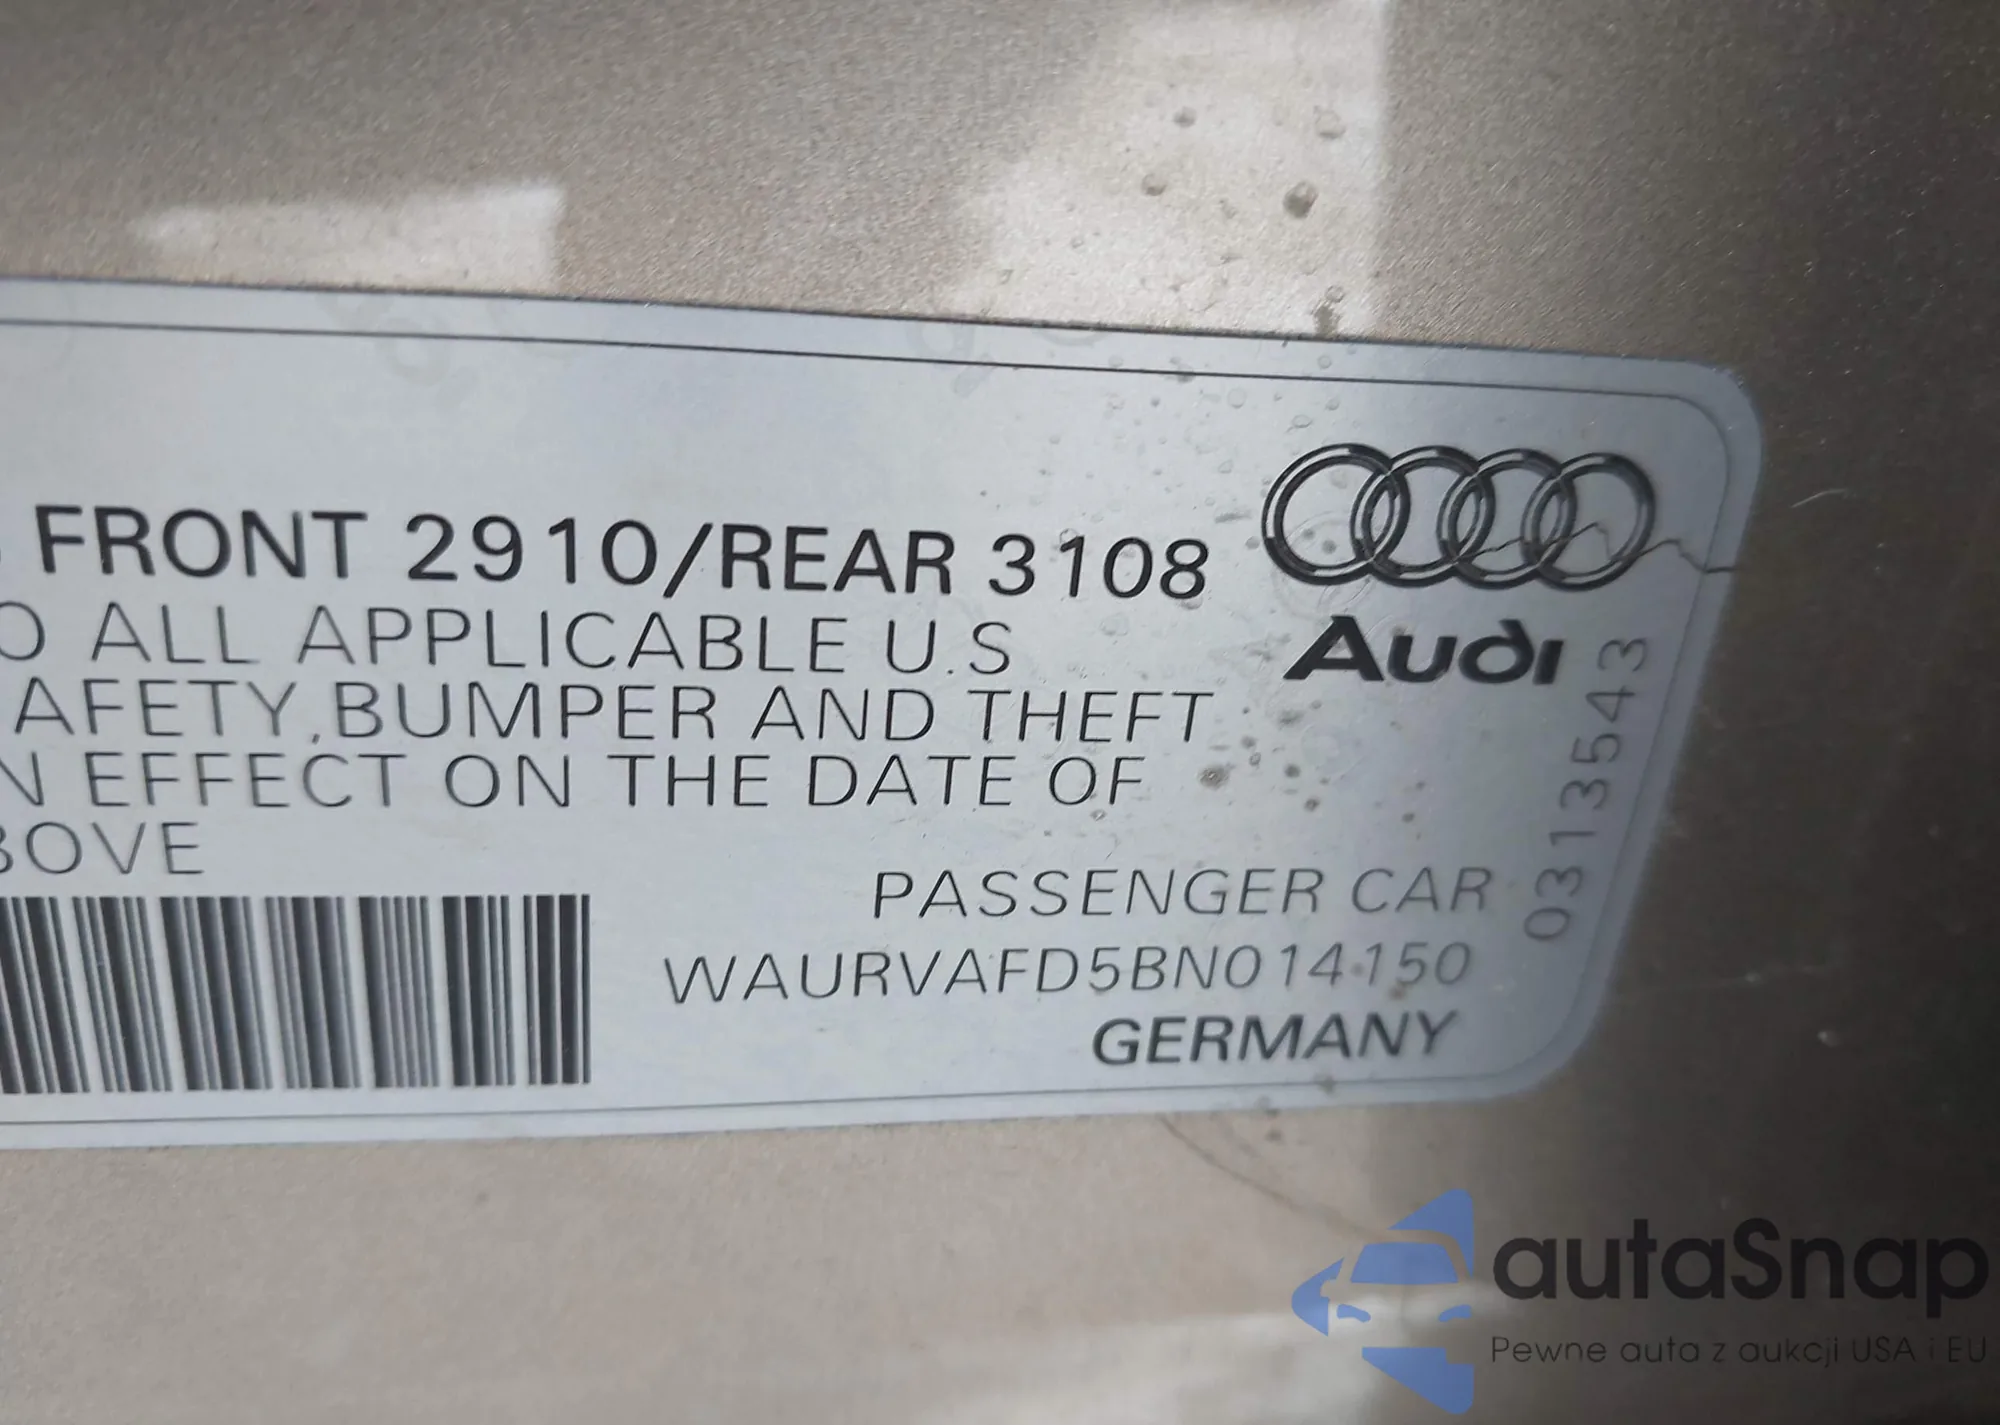 FRONT 2910/REAR 3108
O ALL APPLICABLE U.S
AFETY,BUMPER AND THEFT
N EFFECT ON THE DATE OF
BOVE
Audi
0313543
PASSENGER CAR
WAURVAFD5BN014150
GERMANY
autaSnap
Pewne auta z aukcji USA i EU